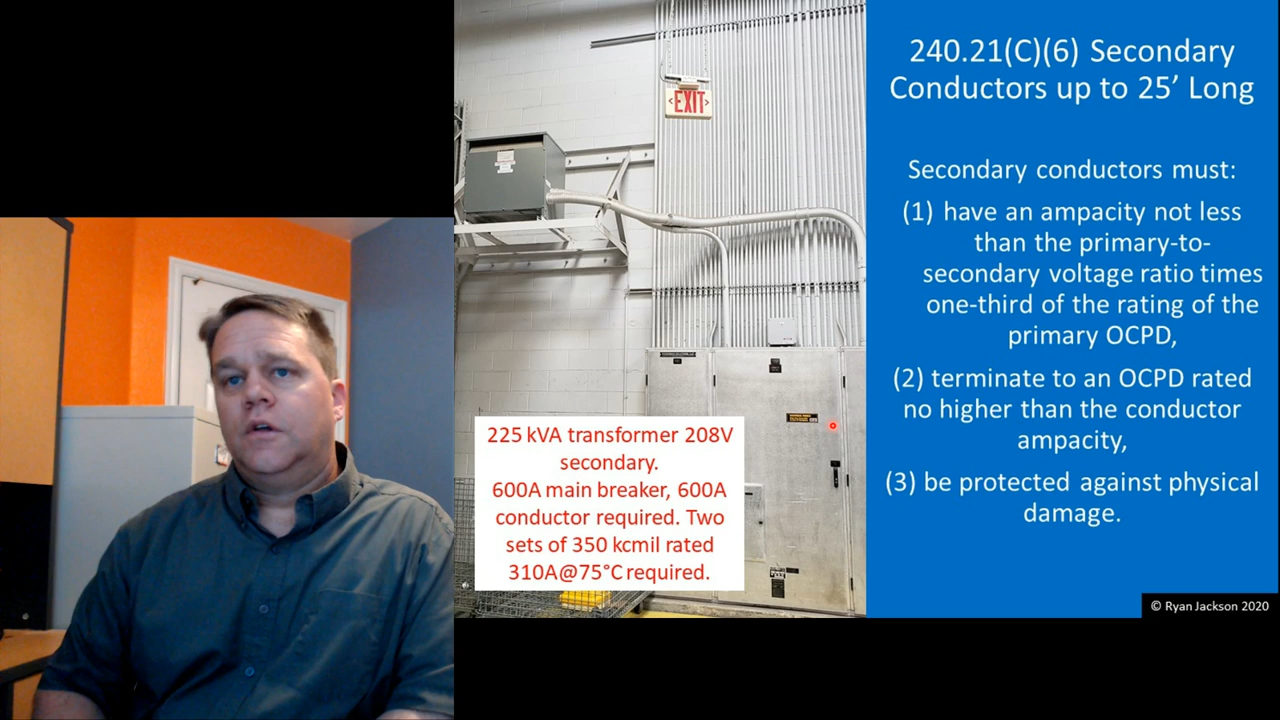 240.21(C)(6) Secondary
Conductors up to 25’ Long
Secondary conductors must:
(1) have an ampacity not less
than the primary-to-
secondary voltage ratio times
one-third of the rating of the
primary OCPD,
(2) terminate to an OCPD rated
no higher than the conductor
ampacity,
(3) be protected against physical
damage.
EXIT
225 kVA transformer 208V
secondary.
600A main breaker, 600A
conductor required. Two
sets of 350 kcmil rated
310A@75°C required.
© Ryan Jackson 2020